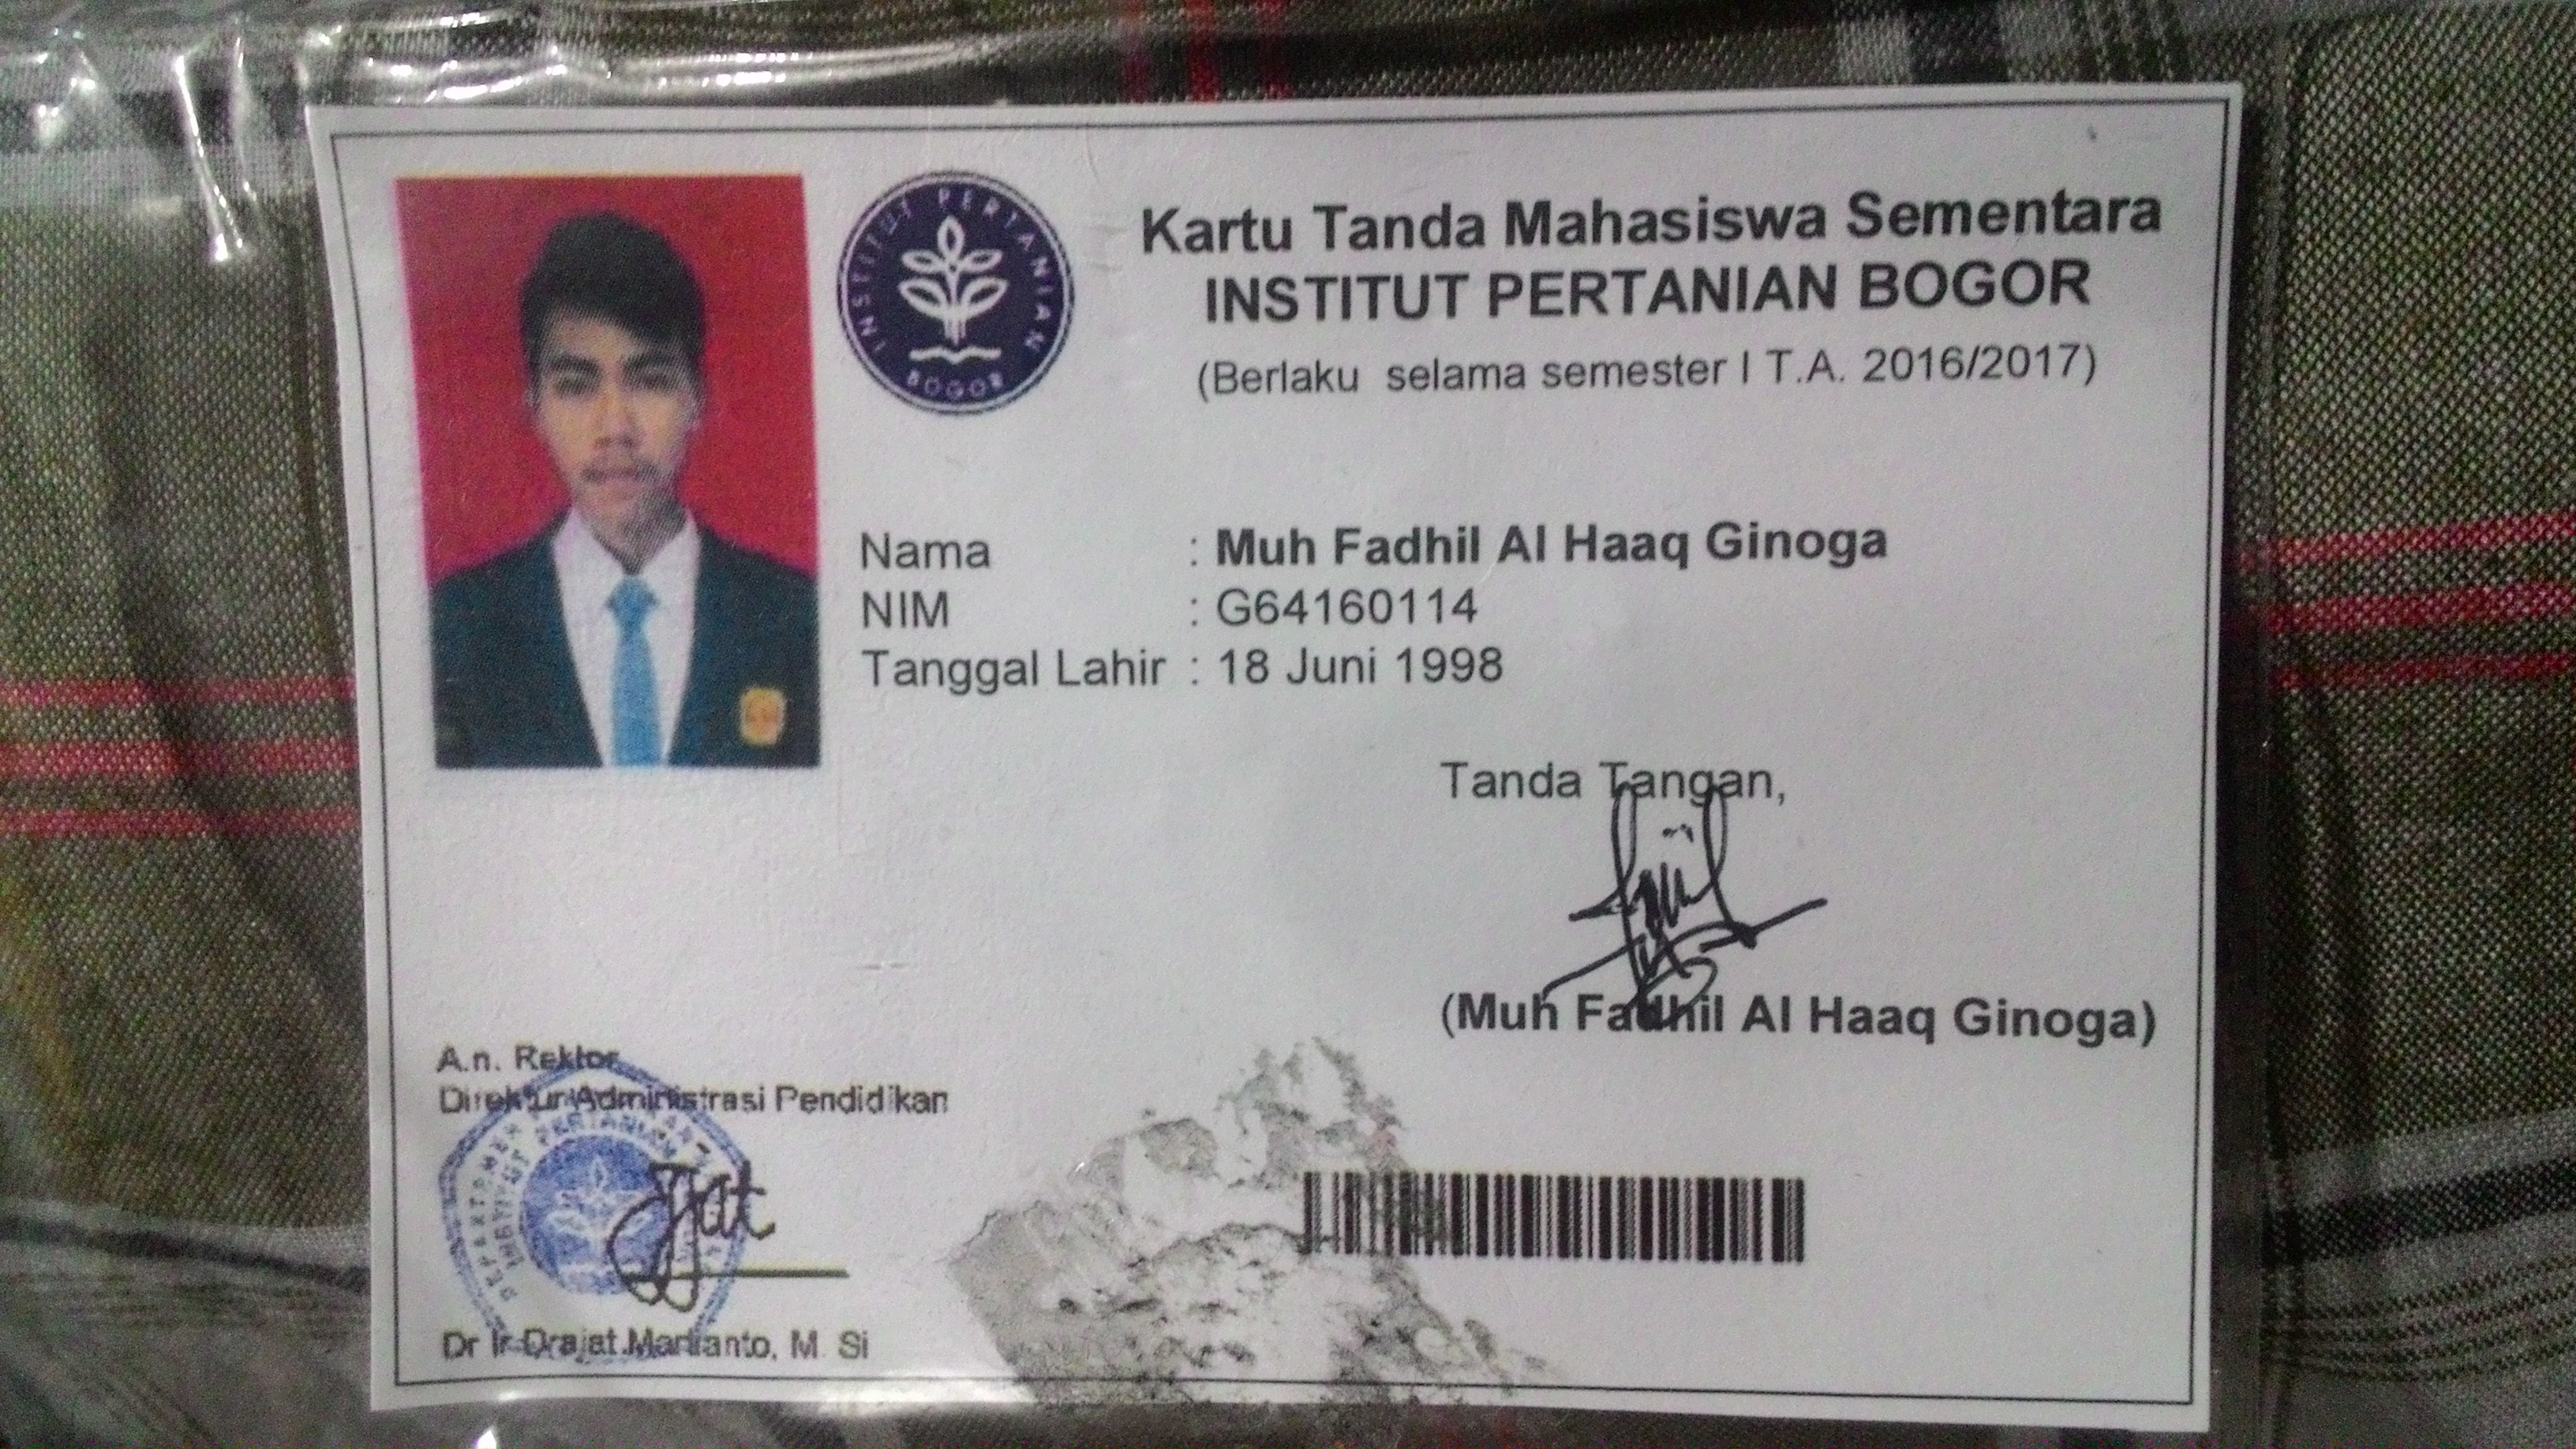 Kartu Tanda Mahasiswa Sementara
INSTITUT PERTANIAN BOGOR
(Berlaku selama semester I T.A. 2016/2017)
INSTITUT PERTANIAN
BOGOR
Nama : Muh Fadhil Al Haaq Ginoga
NIM : G64160114
Tanggal Lahir : 18 Juni 1998
Tanda Tangan,
(Muh Fadhil Al Haaq Ginoga)
A.n. Rektor
Direktur Administrasi Pendidikan
INSTITUT PERTANIAN
Dr Ir Drajat Martianto, M. Si